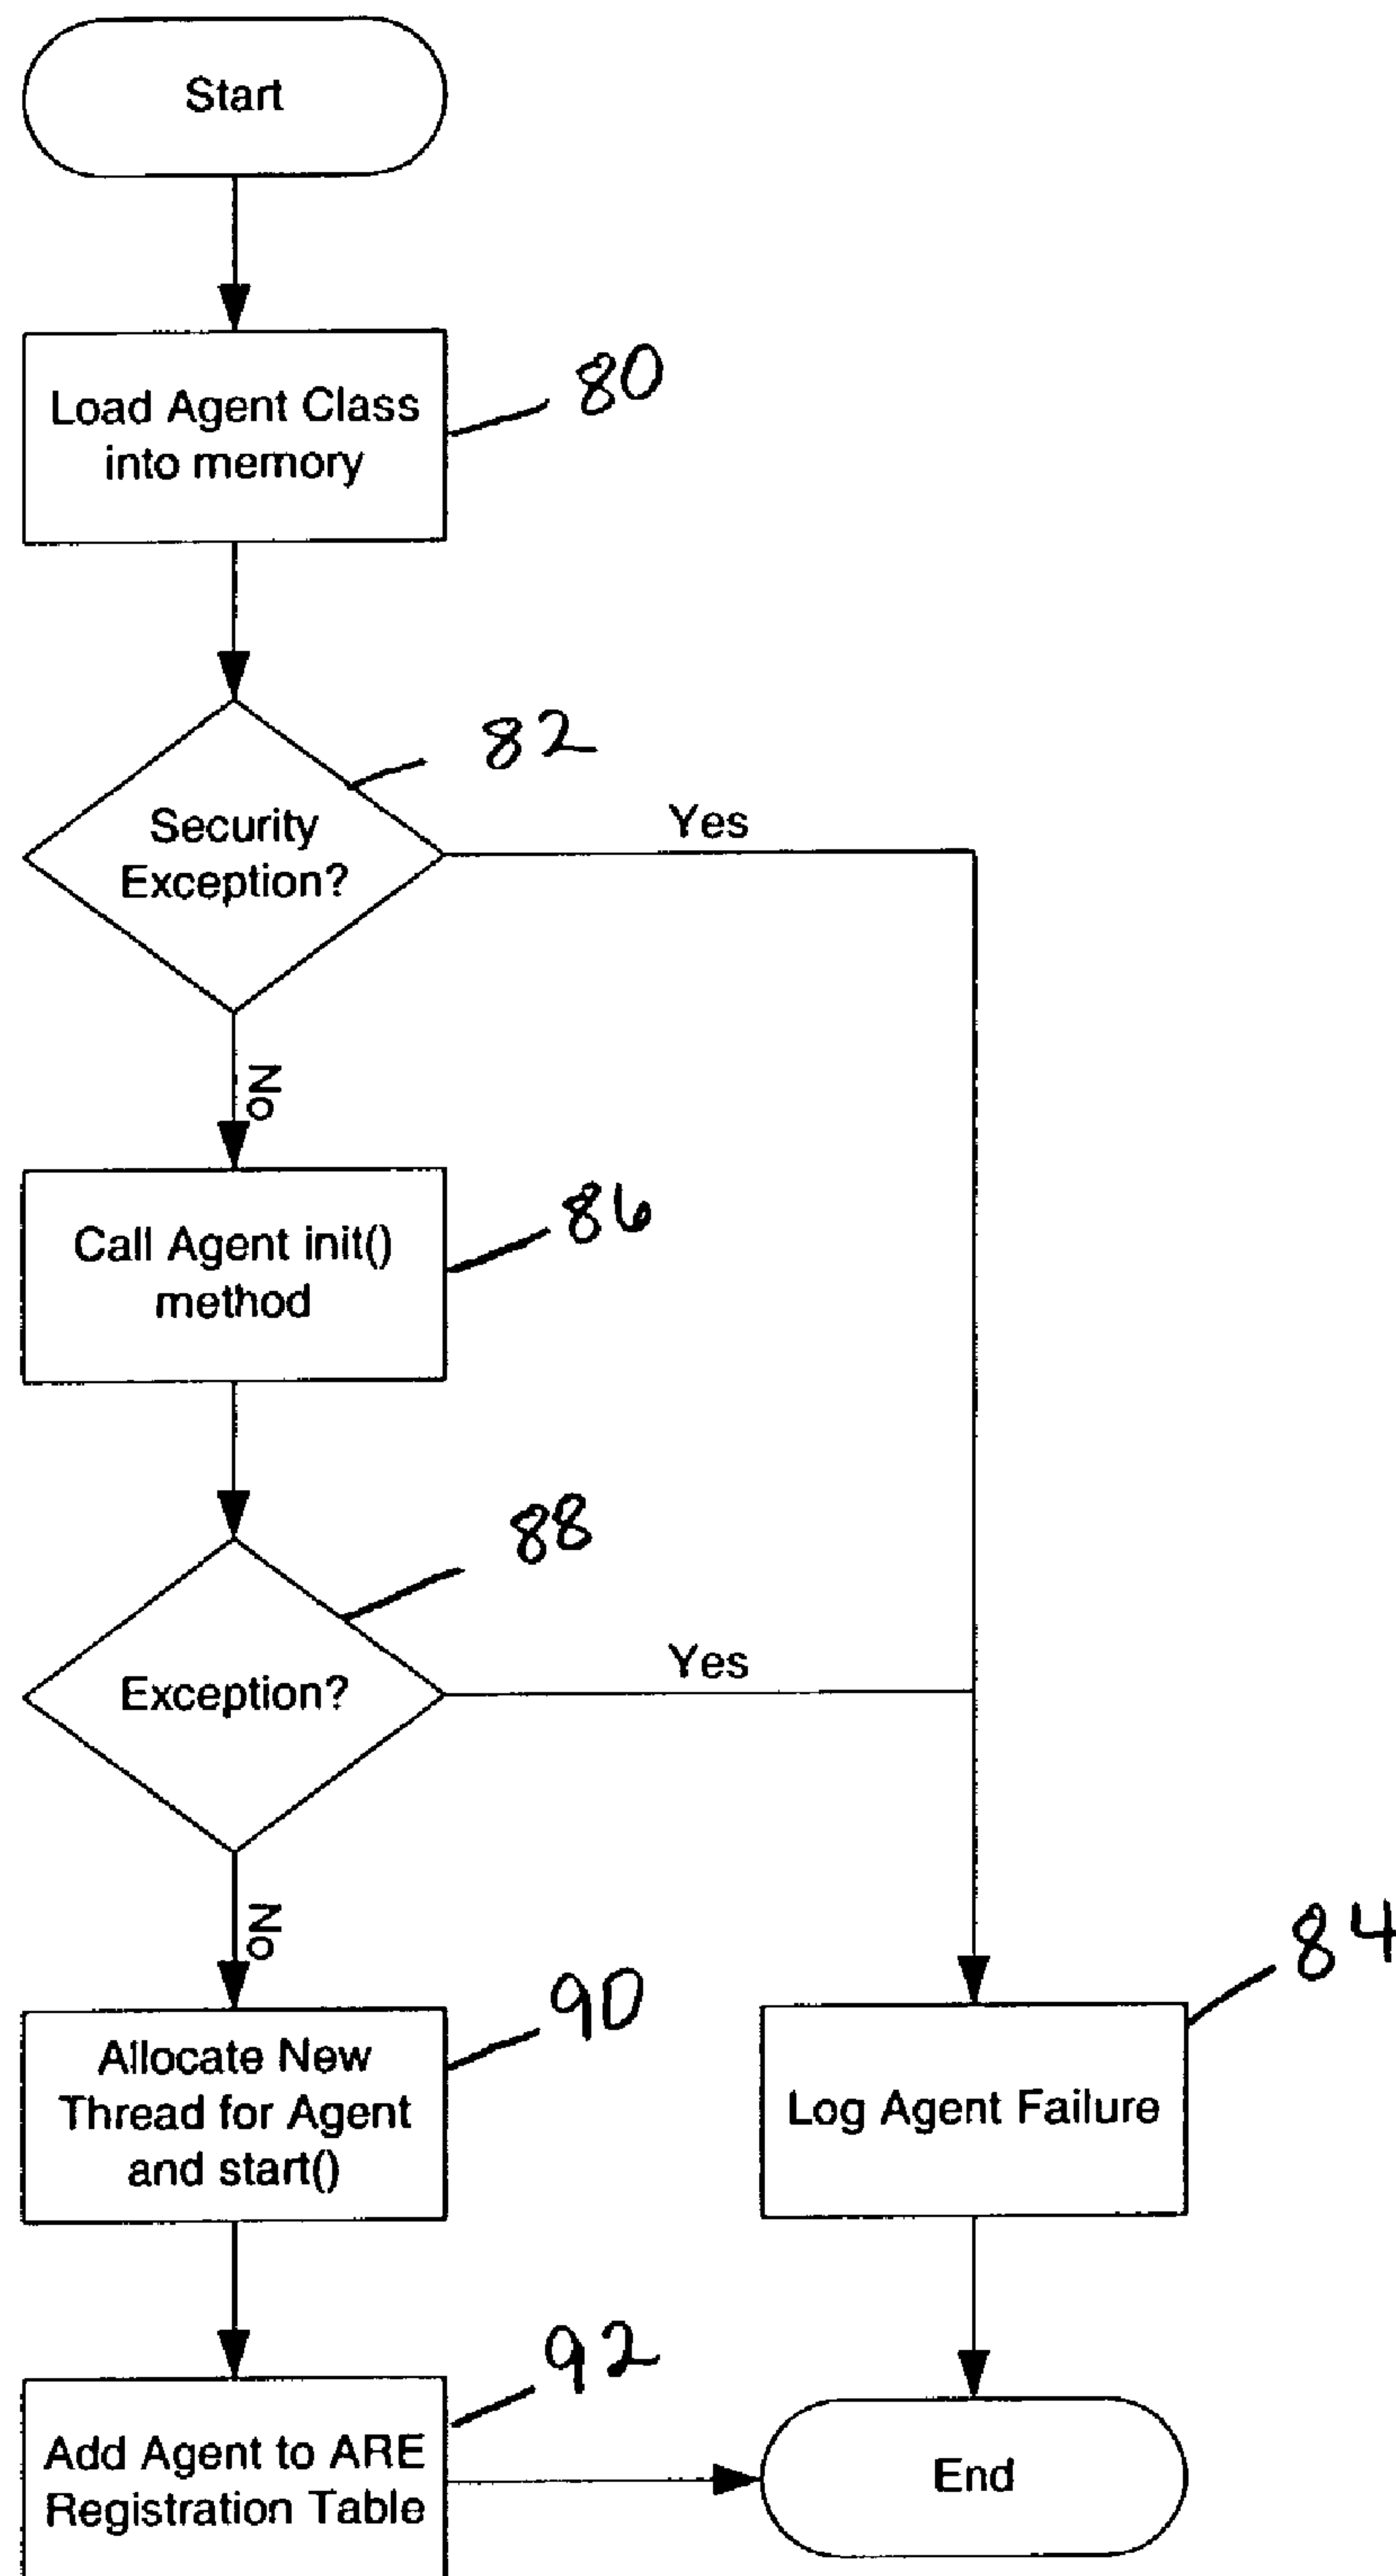 Start
Load Agent Class
into memory
80
82
Security
Exception?
Yes
No
Call Agent init()
method
86
88
Exception?
Yes
No
Allocate New
Thread for Agent
and start()
90
84
Log Agent Failure
92
Add Agent to ARE
Registration Table
End